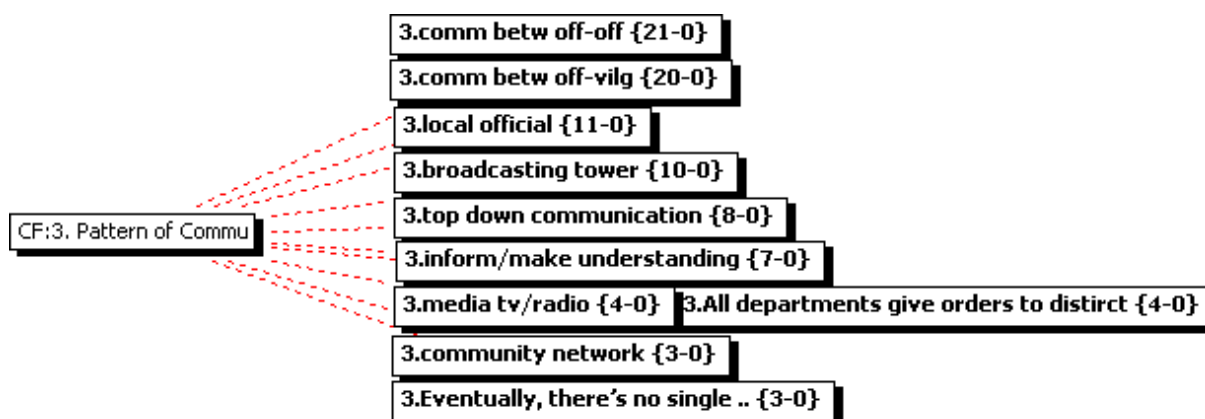 3.comm betw off-off {21-0}
3.comm betw off-vilg {20-0}
3.local official {11-0}
3.broadcasting tower {10-0}
3.top down communication {8-0}
CF:3. Pattern of Commu
3.inform/make understanding {7-0}
3.media tv/radio {4-0} 3.All departments give orders to distirct {4-0}
3.community network {3-0}
3.Eventually, there's no single .. {3-0}